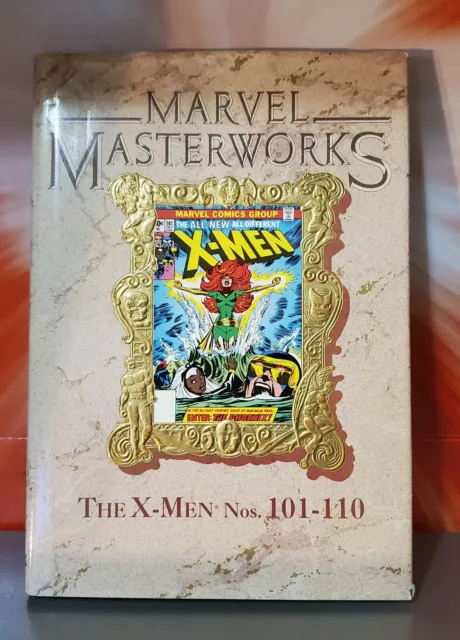 MARVEL
MASTERWORKS
MARVEL COMICS GROUP
THE ALL-NEW, ALL-DIFFERENT
X-MEN
ENTER: THE PHOENIX!
THE X-MEN® Nos. 101-110